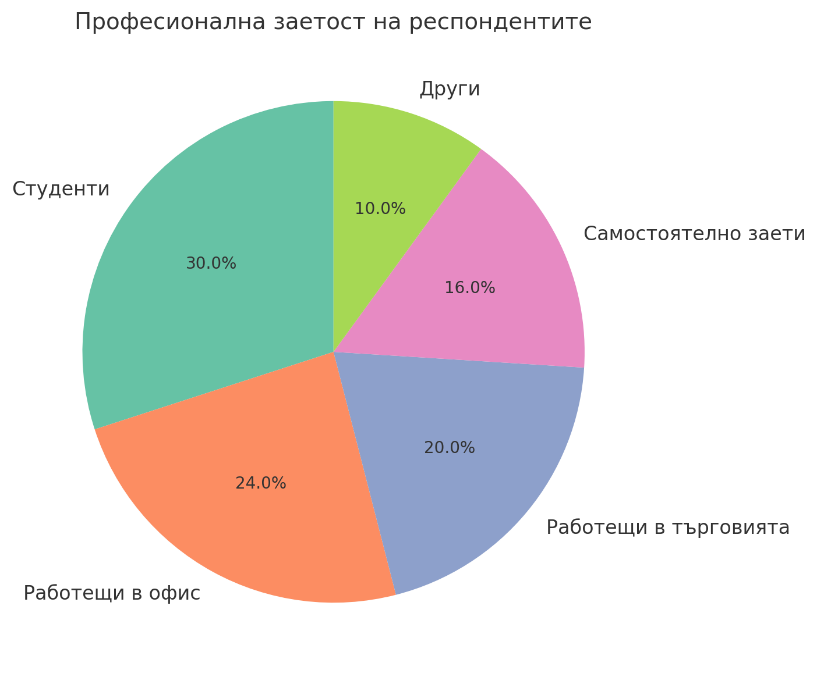 Професионална заетост на респондентите
Други
Студенти
10.0%
Самостоятелно заети
30.0%
16.0%
20.0%
24.0%
Работещи в търговията
Работещи в офис